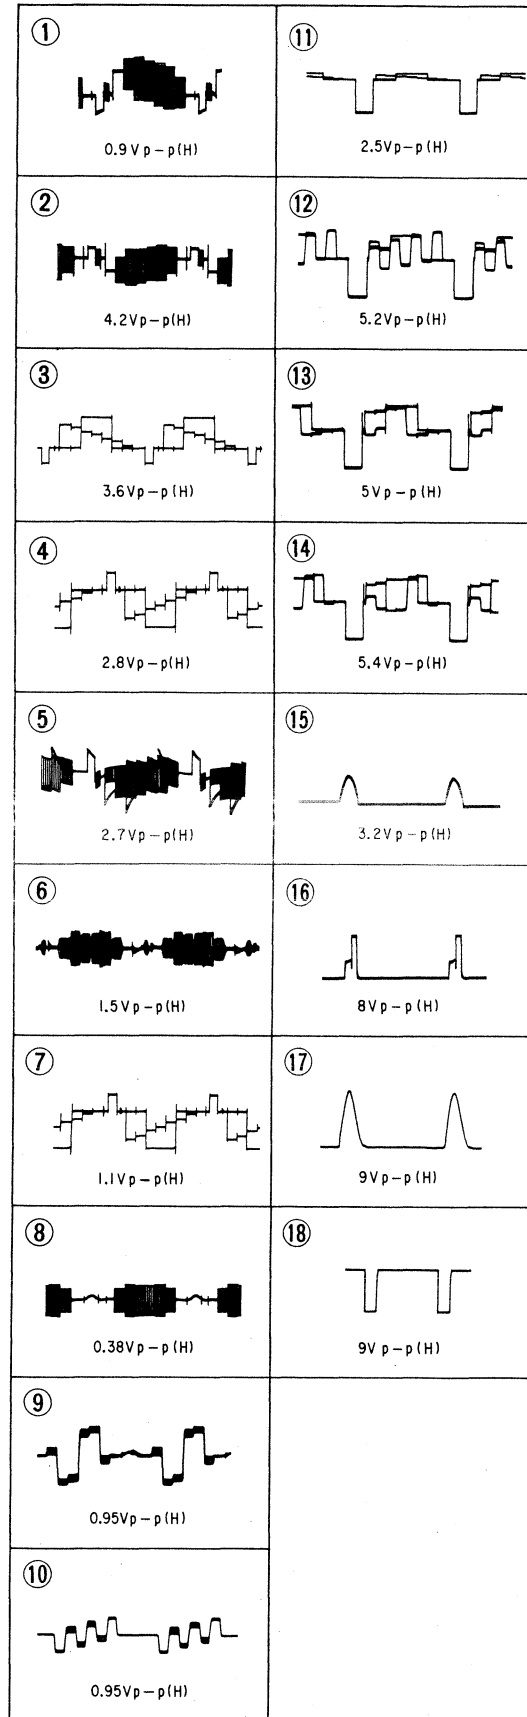 ①
0.9Vp-p(H)
②
4.2Vp-p(H)
③
3.6Vp-p(H)
④
2.8Vp-p(H)
⑤
2.7Vp-p(H)
⑥
1.5Vp-p(H)
⑦
1.1Vp-p(H)
⑧
0.38Vp-p(H)
⑨
0.95Vp-p(H)
⑩
0.95Vp-p(H)
⑪
2.5Vp-p(H)
⑫
5.2Vp-p(H)
⑬
5Vp-p(H)
⑭
5.4Vp-p(H)
⑮
3.2Vp-p(H)
⑯
8Vp-p(H)
⑰
9Vp-p(H)
⑱
9Vp-p(H)